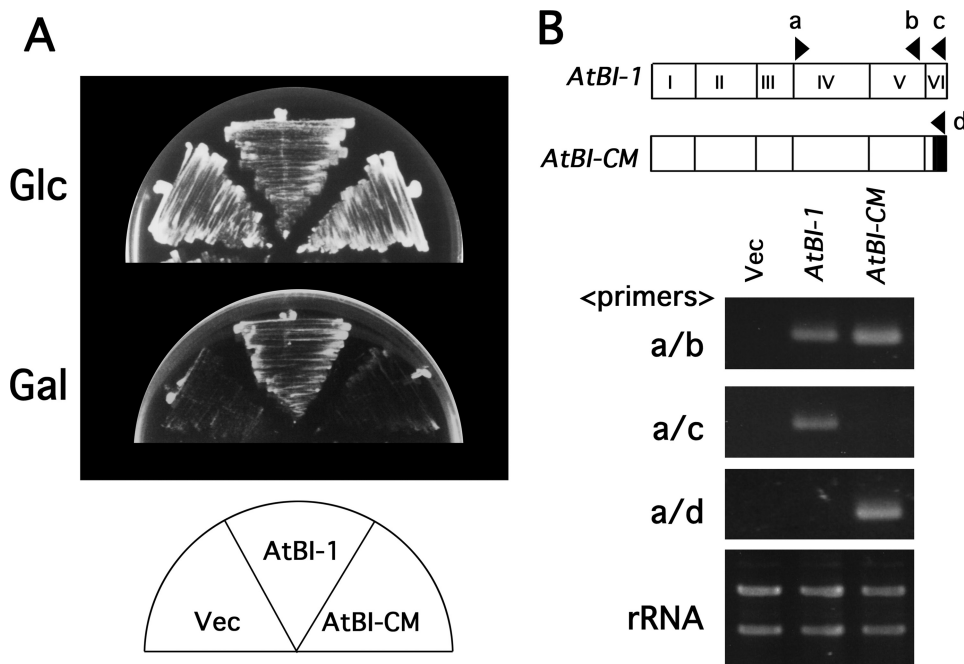 A
Glc
Gal
AtBI-1
Vec
AtBI-CM
B
a b c
AtBI-1 I II III IV V VI
d
AtBI-CM
Vec AtBI-1 AtBI-CM
<primers>
a/b
a/c
a/d
rRNA